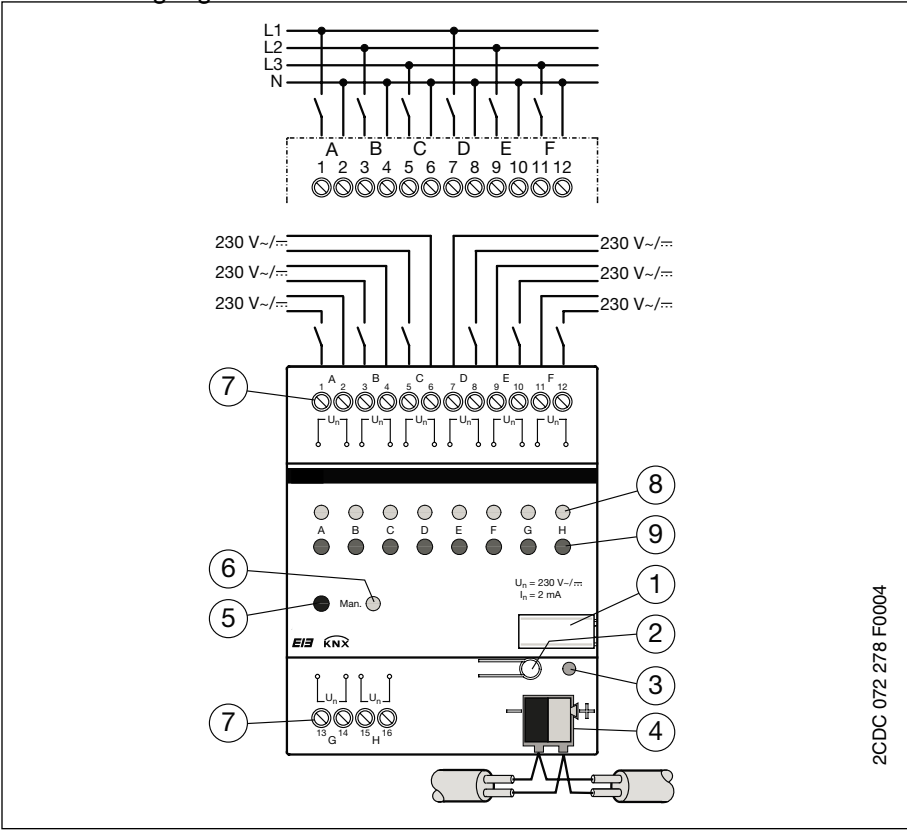 L1
L2
L3
N
A B C D E F
1 2 3 4 5 6 7 8 9 10 11 12
230 V~/⎓ 230 V~/⎓
230 V~/⎓ 230 V~/⎓
230 V~/⎓ 230 V~/⎓
A B C D E F
7 1 2 3 4 5 6 7 8 9 10 11 12
Un Un Un Un Un Un
8
A B C D E F G H
9
6
Un = 230 V~/⎓
In = 2 mA
1
5 Man.
2
EIB KNX
3
Un Un
7
4
13 14 15 16
G H
2CDC 072 278 F0004